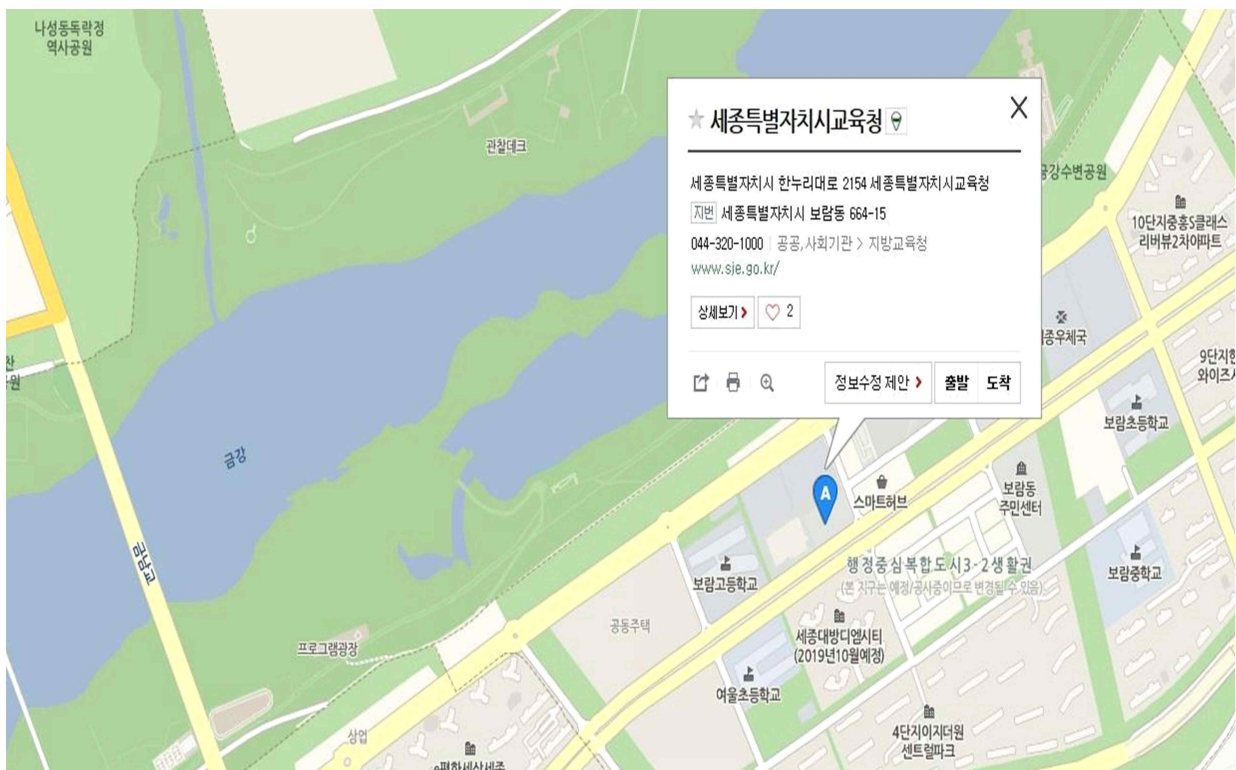 나성동독락정
역사공원
관찰데크
세종특별자치시교육청
X
세종특별자치시 한누리대로 2154 세종특별자치시교육청
지번 세종특별자치시 보람동 664-15
044-320-1000 | 공공,사회기관 > 지방교육청
www.sje.go.kr/
상세보기 >
2
정보수정 제안 >
출발
도착
금강수변공원
10단지중흥S클래스
리버뷰2차아파트
종우체국
9단지한
와이즈
보람초등학교
A
스마트허브
보람동
주민센터
보람중학교
행정중심복합도시3-2생활권
(본 지구는 예정/공사중이므로 변경될 수 있음)
보람고등학교
공동주택
세종대방디엠시티
(2019년10월예정)
여울초등학교
4단지이지더원
센트럴파크
금강
금남교
프로그램광장
상업
e편한세상세종
원